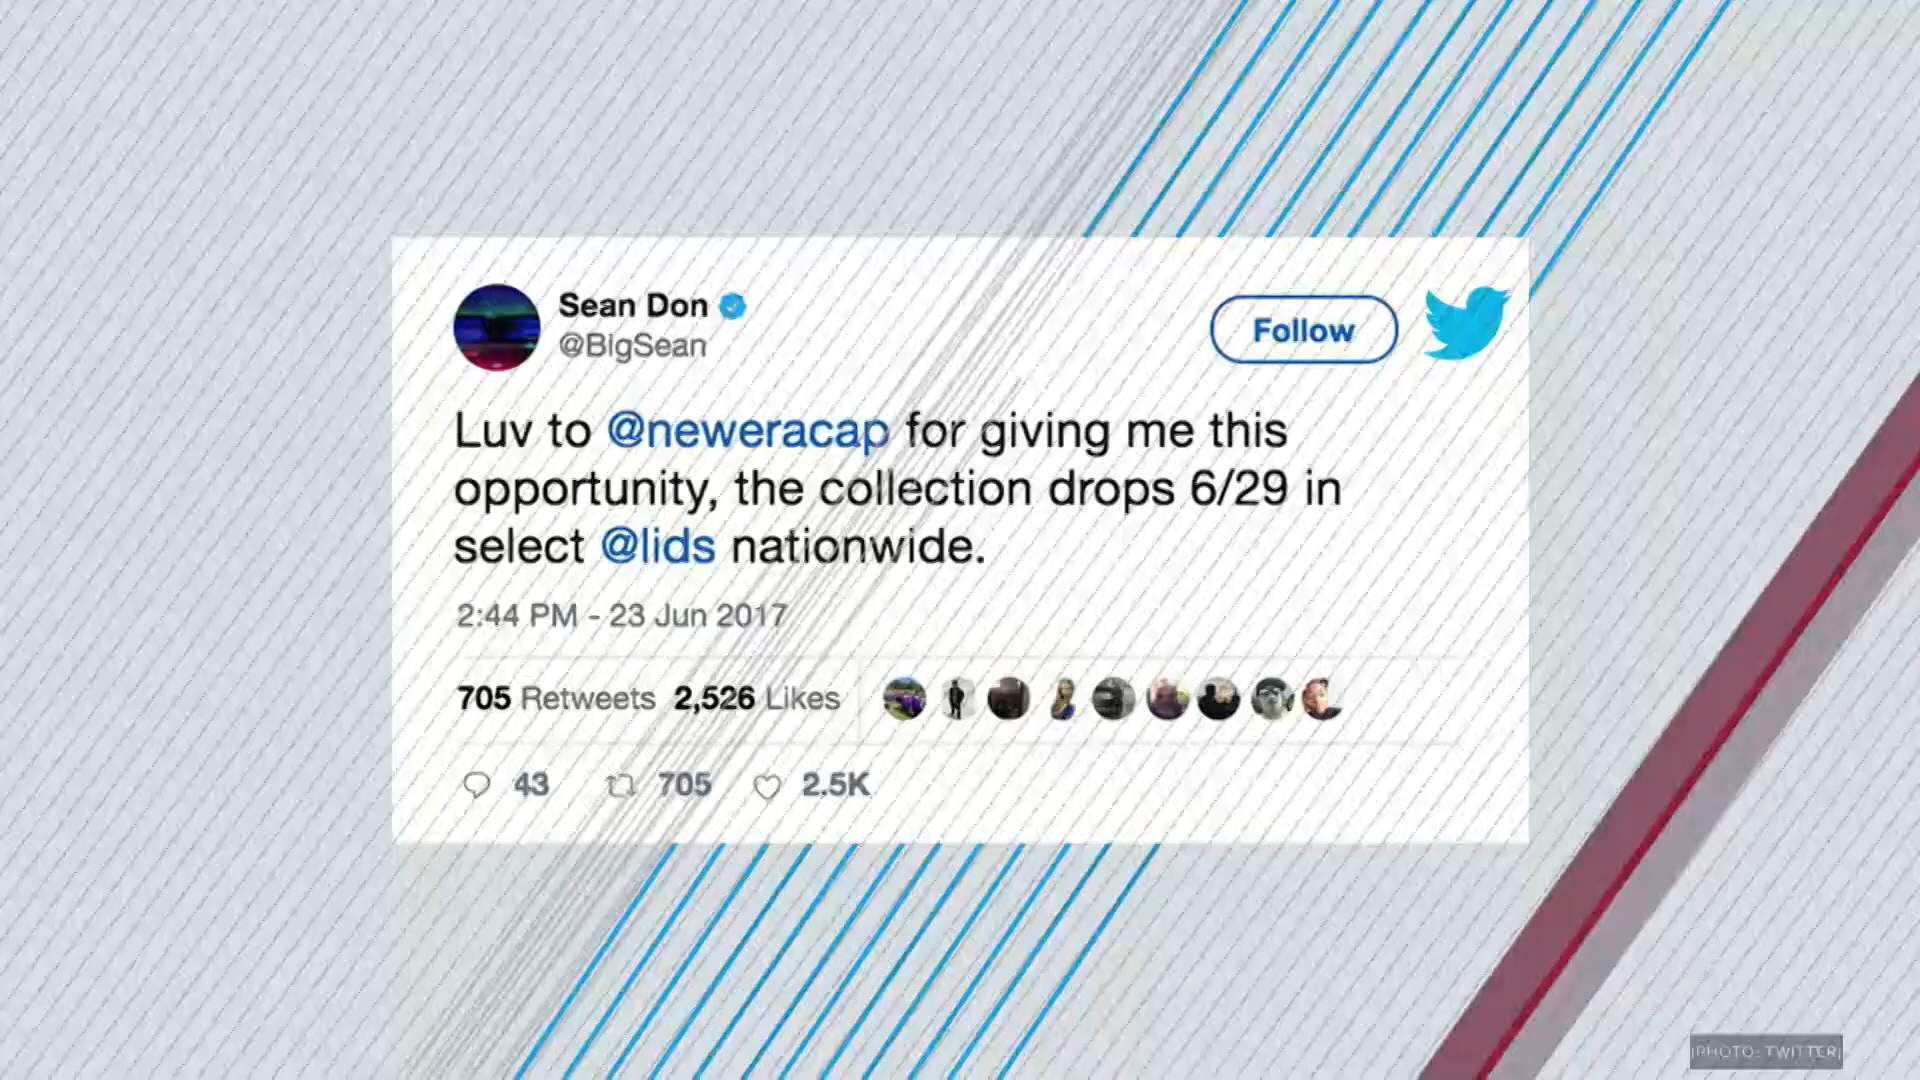 Sean Don
@BigSean
Follow
Luv to @neweracap for giving me this
opportunity, the collection drops 6/29 in
select @lids nationwide.
2:44 PM - 23 Jun 2017
705 Retweets 2,526 Likes
43 705 2.5K
|PHOTO: TWITTER|